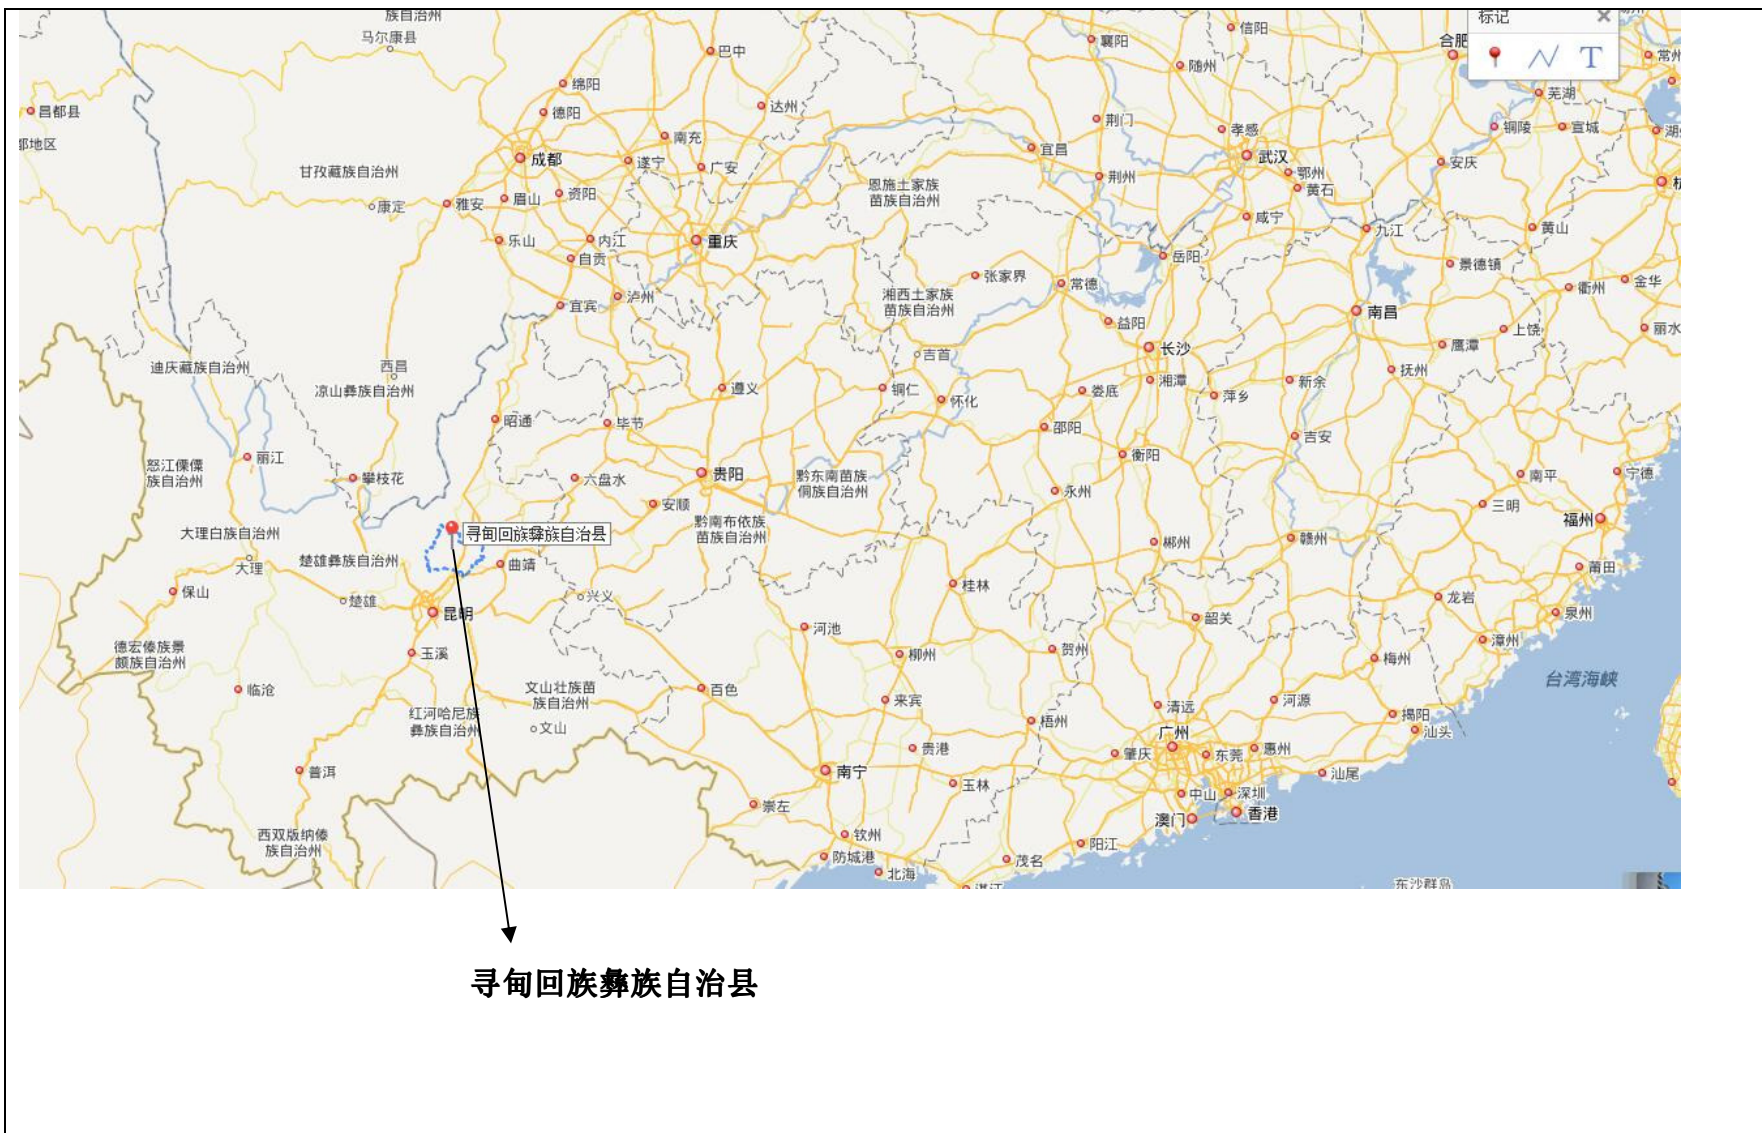 族自治州
马尔康县
巴中
襄阳
信阳
标记
合肥
随州
常州
绵阳
昌都县
德阳
达州
荆门
芜湖
南充
孝感
铜陵
宣城
成都
遂宁
广安
宜昌
武汉
安庆
甘孜藏族自治州
荆州
鄂州
黄石
恩施土家族
苗族自治州
康定
雅安
眉山
资阳
咸宁
乐山
内江
重庆
九江
黄山
自贡
岳阳
景德镇
张家界
常德
衢州
金华
宜宾
泸州
湘西土家族
苗族自治州
益阳
南昌
上饶
丽水
长沙
鹰潭
吉首
迪庆藏族自治州
西昌
凉山彝族自治州
遵义
铜仁
怀化
娄底
湘潭
萍乡
新余
抚州
昭通
毕节
邵阳
吉安
丽江
怒江傈僳
族自治州
攀枝花
六盘水
贵阳
黔东南苗族
侗族自治州
衡阳
南平
宁德
安顺
永州
三明
黔南布依族
苗族自治州
福州
大理白族自治州
寻甸回族彝族自治县
楚雄彝族自治州
曲靖
郴州
赣州
大理
莆田
保山
楚雄
昆明
兴义
桂林
龙岩
泉州
韶关
河池
德宏傣族景
颇族自治州
玉溪
柳州
贺州
梅州
漳州
台湾海峡
临沧
文山壮族苗
族自治州
百色
来宾
清远
河源
红河哈尼族
彝族自治州
文山
梧州
揭阳
汕头
广州
贵港
肇庆
东莞
惠州
普洱
南宁
玉林
汕尾
崇左
中山
深圳
澳门
香港
西双版纳傣
族自治州
钦州
阳江
防城港
茂名
北海
湛江
东沙群岛
寻甸回族彝族自治县